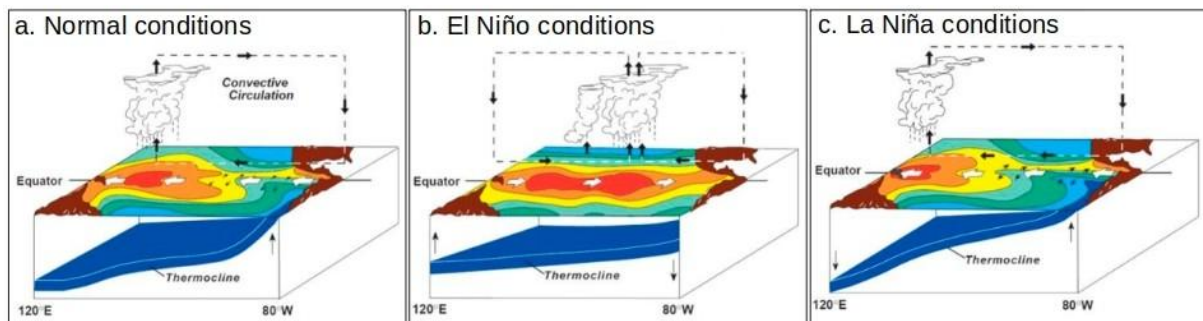 a. Normal conditions
Convective
Circulation
Equator
Thermocline
120°E
80°W
b. El Niño conditions
Equator
Thermocline
120°E
80°W
c. La Niña conditions
Equator
Thermocline
120°E
80°W